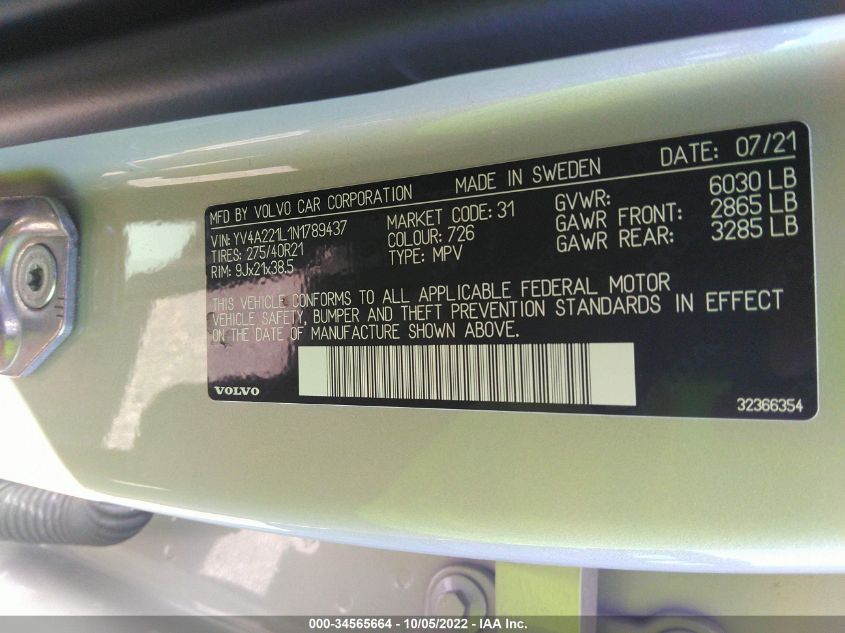 MFD BY VOLVO CAR CORPORATION MADE IN SWEDEN DATE: 07/21
VIN: YV4A221L1N1789437 MARKET CODE: 31 GVWR: 6030 LB
TIRES: 275/40R21 COLOUR: 726 GAWR FRONT: 2865 LB
RIM: 9Jx21x38.5 TYPE: MPV GAWR REAR: 3285 LB
THIS VEHICLE CONFORMS TO ALL APPLICABLE FEDERAL MOTOR
VEHICLE SAFETY, BUMPER AND THEFT PREVENTION STANDARDS IN EFFECT
ON THE DATE OF MANUFACTURE SHOWN ABOVE.
VOLVO 32366354
000-34565664 - 10/05/2022 - IAA Inc.